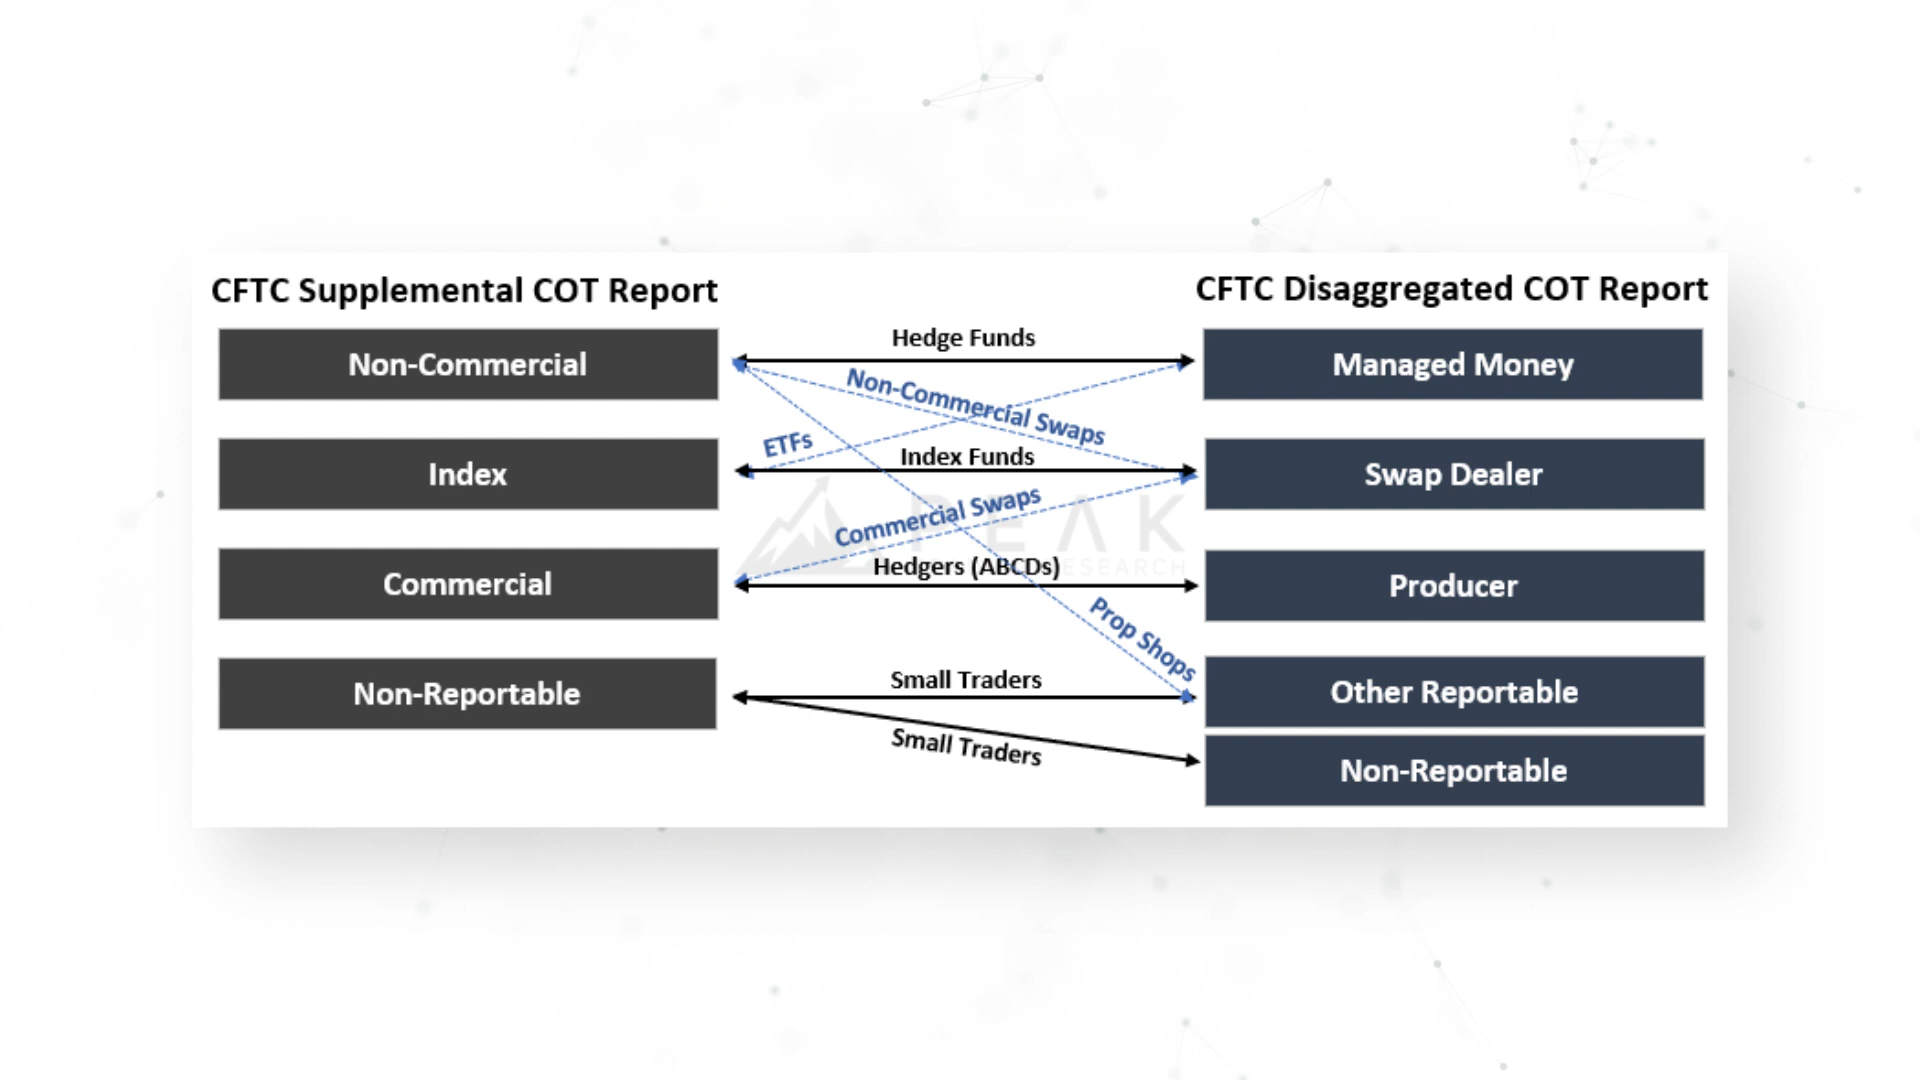 CFTC Supplemental COT Report
CFTC Disaggregated COT Report
Non-Commercial
Hedge Funds
Managed Money
Non-Commercial Swaps
ETFs
Index
Index Funds
Swap Dealer
Commercial Swaps
PEAK
RESEARCH
Commercial
Hedgers (ABCDs)
Producer
Prop Shops
Non-Reportable
Small Traders
Other Reportable
Small Traders
Non-Reportable